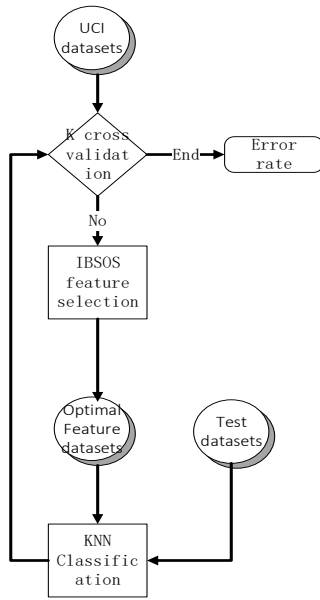 UCI
datasets
K cross
validat
ion
End
Error
rate
No
IBSOS
feature
selection
Optimal
Feature
datasets
Test
datasets
KNN
Classific
ation